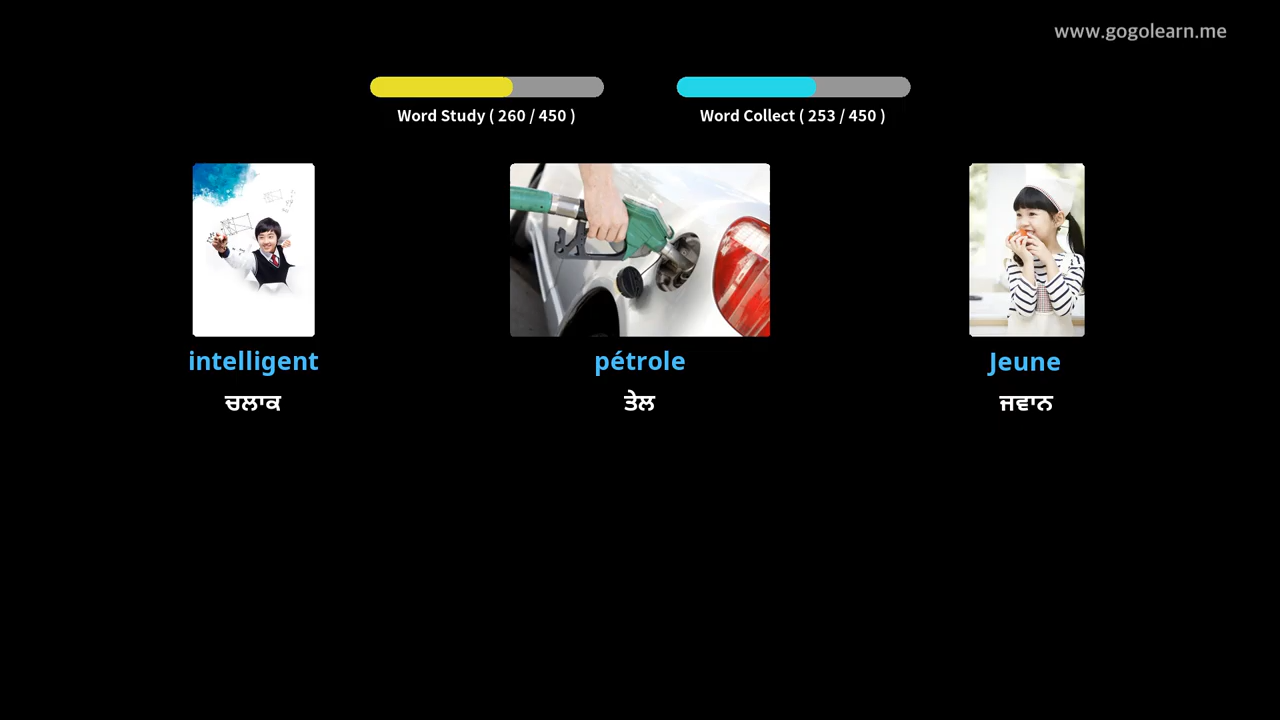 www.gogolearn.me
Word Study ( 260 / 450 )
Word Collect ( 253 / 450 )
intelligent
pétrole
Jeune
ਚਲਾਕ
ਤੇਲ
ਜਵਾਨ